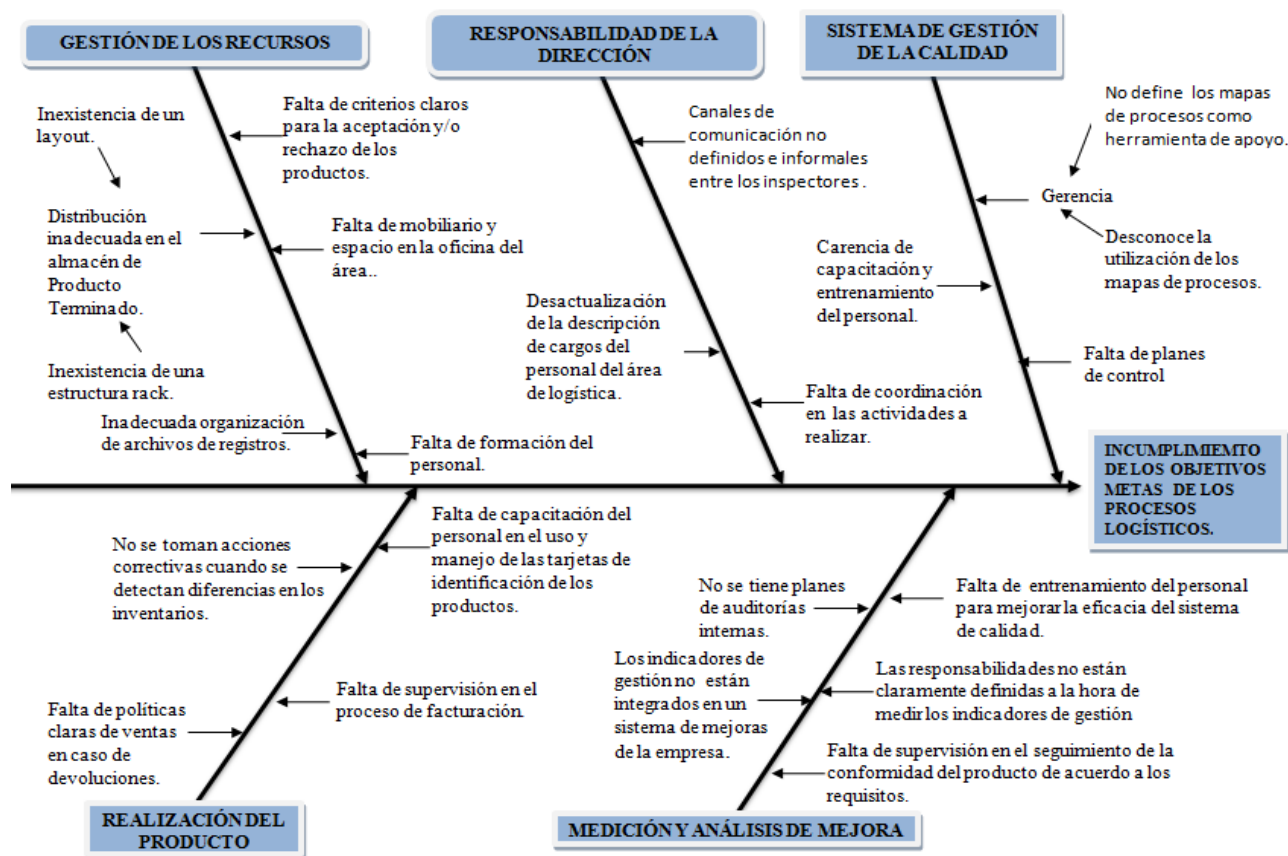 GESTIÓN DE LOS RECURSOS
RESPONSABILIDAD DE LA
DIRECCIÓN
SISTEMA DE GESTIÓN
DE LA CALIDAD
Inexistencia de un
layout.
Falta de criterios claros
para la aceptación y/o
rechazo de los
productos.
Distribución
inadecuada en el
almacén de
Producto
Terminado.
Falta de mobiliario y
espacio en la oficina del
área..
Inexistencia de una
estructura rack.
Inadecuada organización
de archivos de registros.
Falta de formación del
personal.
Canales de
comunicación no
definidos e informales
entre los inspectores .
Desactualización
de la descripción
de cargos del
personal del área
de logística.
Falta de coordinación
en las actividades a
realizar.
No define los mapas
de procesos como
herramienta de apoyo.
Gerencia
Desconoce la
utilización de los
mapas de procesos.
Carencia de
capacitación y
entrenamiento
del personal.
Falta de planes
de control
INCUMPLIMIEMTO
DE LOS OBJETIVOS
METAS DE LOS
PROCESOS
LOGÍSTICOS.
No se toman acciones
correctivas cuando se
detectan diferencias en los
inventarios.
Falta de capacitación del
personal en el uso y
manejo de las tarjetas de
identificación de los
productos.
Falta de políticas
claras de ventas
en caso de
devoluciones.
Falta de supervisión en el
proceso de facturación.
No se tiene planes
de auditorías
internas.
Falta de entrenamiento del personal
para mejorar la eficacia del sistema
de calidad.
Los indicadores de
gestión no están
integrados en un
sistema de mejoras
de la empresa.
Las responsabilidades no están
claramente definidas a la hora de
medir los indicadores de gestión
Falta de supervisión en el seguimiento de la
conformidad del producto de acuerdo a los
requisitos.
REALIZACIÓN DEL
PRODUCTO
MEDICIÓN Y ANÁLISIS DE MEJORA